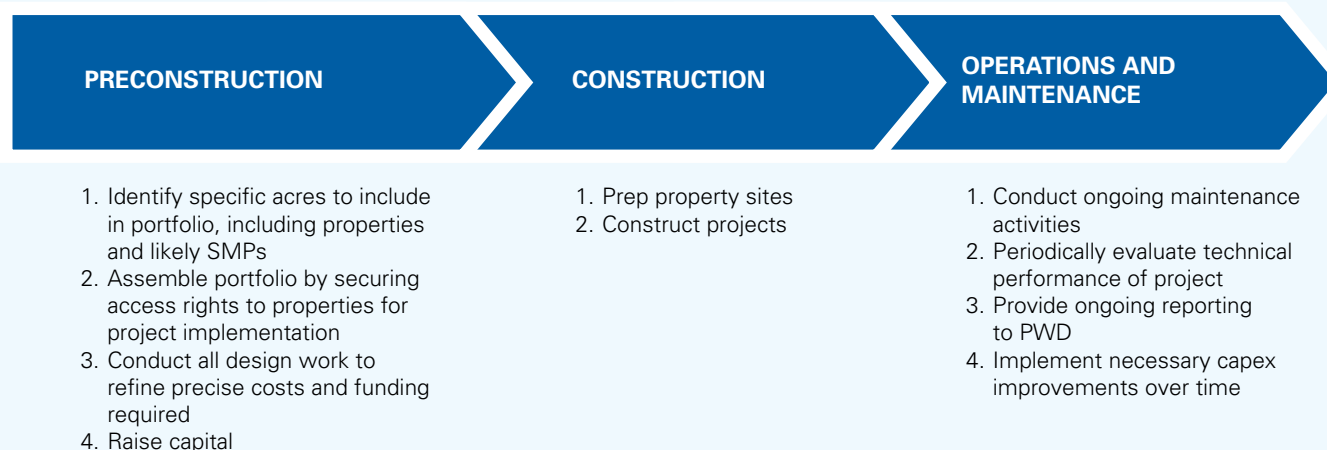 PRECONSTRUCTION
1. Identify specific acres to include
in portfolio, including properties
and likely SMPs
2. Assemble portfolio by securing
access rights to properties for
project implementation
3. Conduct all design work to
refine precise costs and funding
required
4. Raise capital
CONSTRUCTION
1. Prep property sites
2. Construct projects
OPERATIONS AND
MAINTENANCE
1. Conduct ongoing maintenance
activities
2. Periodically evaluate technical
performance of project
3. Provide ongoing reporting
to PWD
4. Implement necessary capex
improvements over time